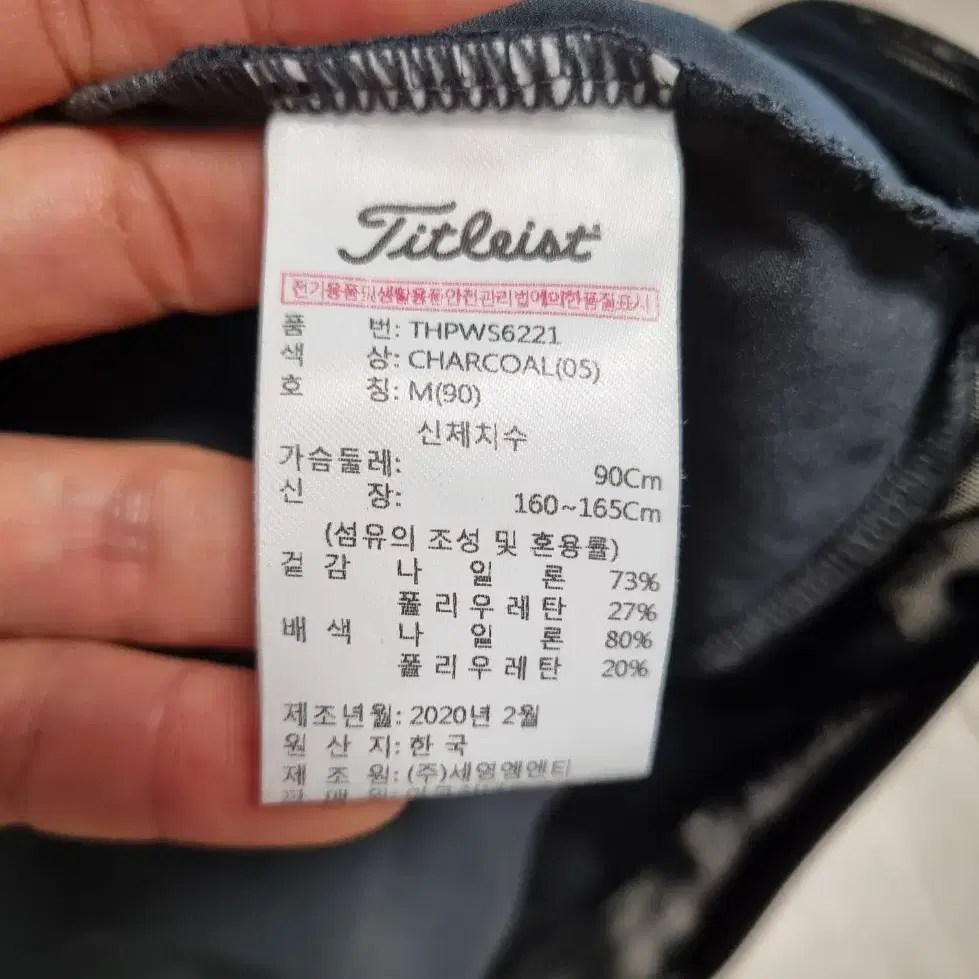 Titleist
전기용품및생활용품안전관리법에의한품질표시
품 번: THPWS6221
색 상: CHARCOAL(05)
호 칭: M(90)
신체치수
가슴둘레: 90Cm
신 장: 160~165Cm
(섬유의 조성 및 혼용률)
겉감 나일론 73%
폴리우레탄 27%
배색 나일론 80%
폴리우레탄 20%
제조년월: 2020년 2월
원산지: 한국
제조원: (주)세영엠엔티